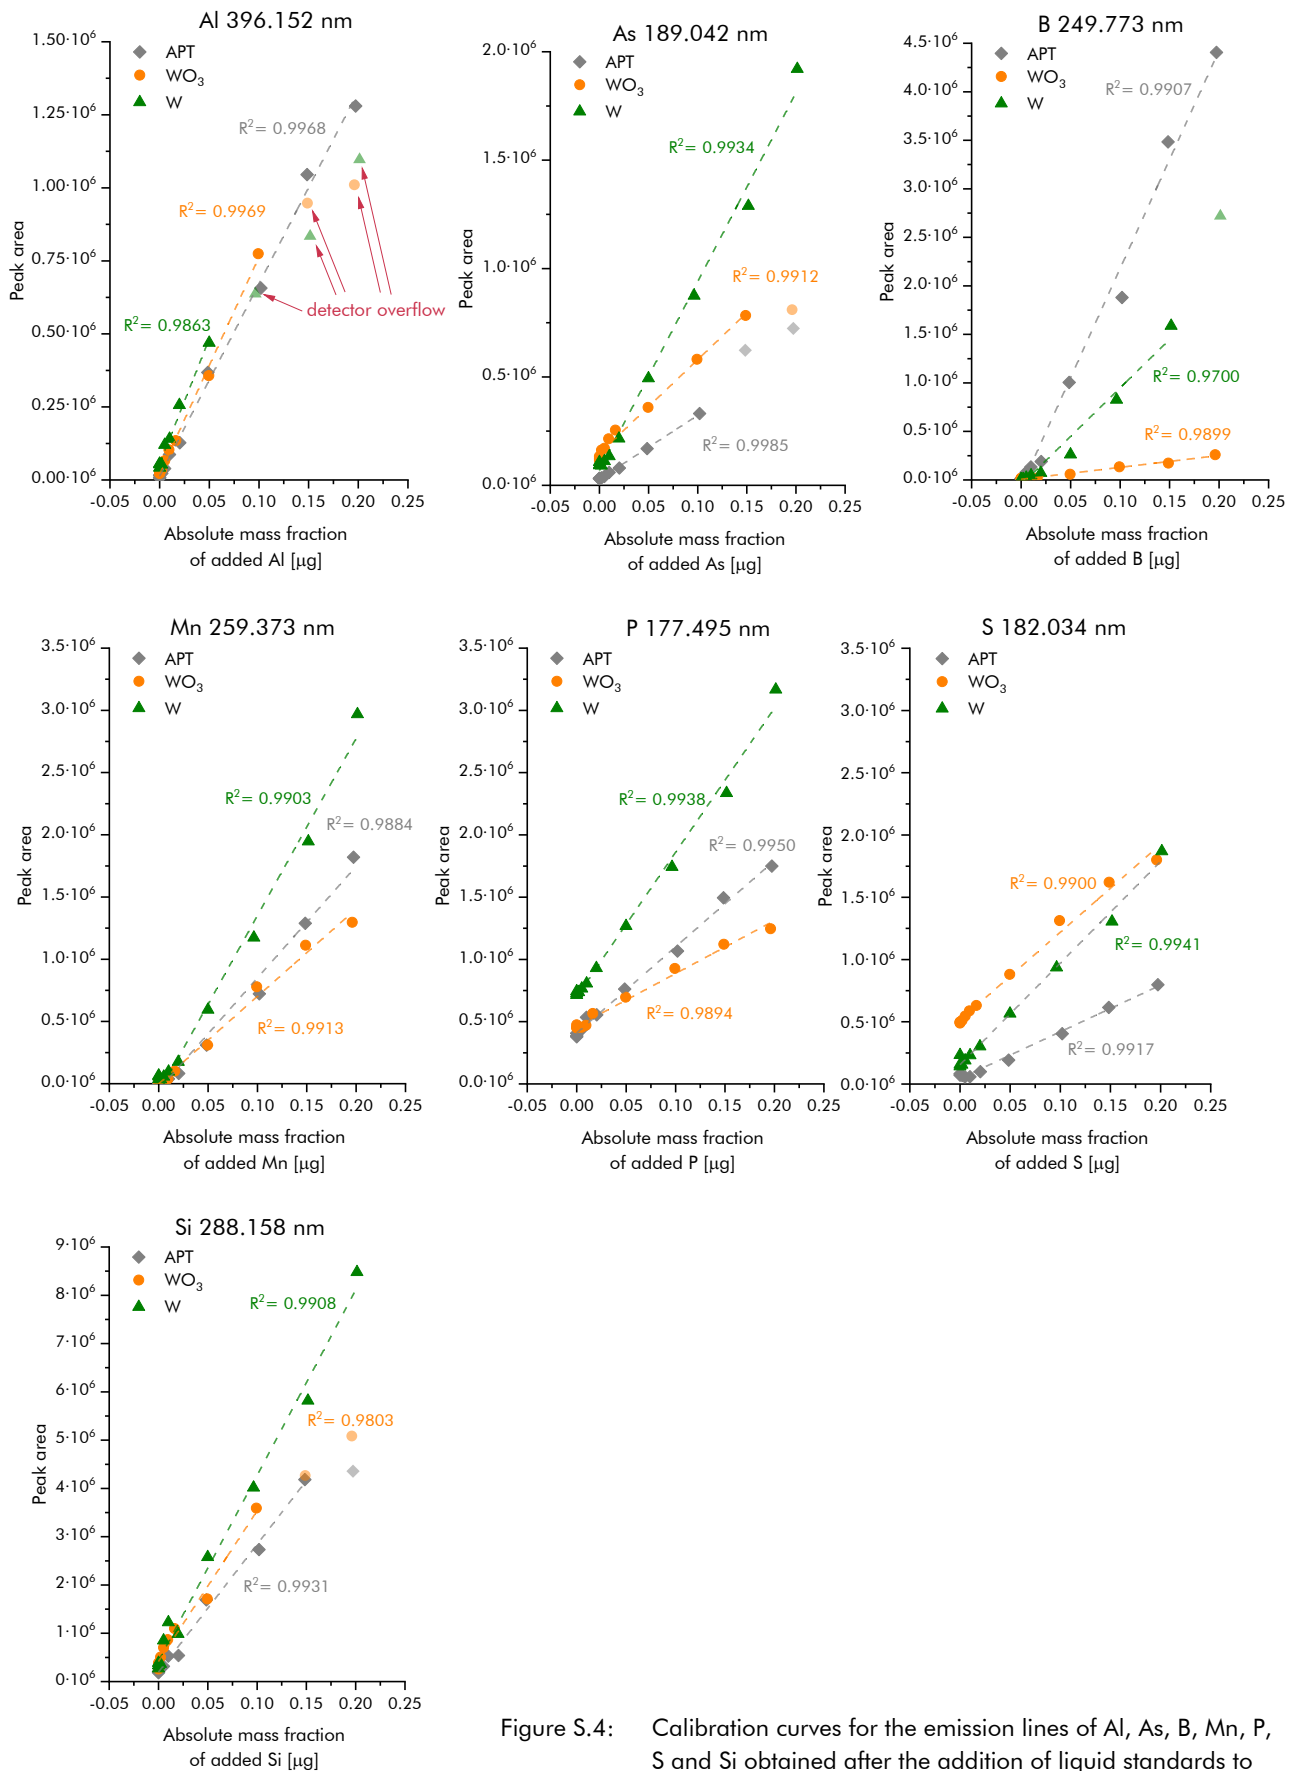 Al 396.152 nm
1.50·10⁶
1.25·10⁶
1.00·10⁶
0.75·10⁶
0.50·10⁶
0.25·10⁶
0.00·10⁶
Peak area
APT
WO₃
W
R²= 0.9968
R²= 0.9969
R²= 0.9863
detector overflow
-0.05 0.00 0.05 0.10 0.15 0.20 0.25
Absolute mass fraction
of added Al [µg]
As 189.042 nm
2.0·10⁶
1.5·10⁶
1.0·10⁶
0.5·10⁶
0.0·10⁶
Peak area
APT
WO₃
W
R²= 0.9934
R²= 0.9912
R²= 0.9985
-0.05 0.00 0.05 0.10 0.15 0.20 0.25
Absolute mass fraction
of added As [µg]
B 249.773 nm
4.5·10⁶
4.0·10⁶
3.5·10⁶
3.0·10⁶
2.5·10⁶
2.0·10⁶
1.5·10⁶
1.0·10⁶
0.5·10⁶
0.0·10⁶
Peak area
APT
WO₃
W
R²= 0.9907
R²= 0.9700
R²= 0.9899
-0.05 0.00 0.05 0.10 0.15 0.20 0.25
Absolute mass fraction
of added B [µg]
Mn 259.373 nm
3.5·10⁶
3.0·10⁶
2.5·10⁶
2.0·10⁶
1.5·10⁶
1.0·10⁶
0.5·10⁶
0.0·10⁶
Peak area
APT
WO₃
W
R²= 0.9903
R²= 0.9884
R²= 0.9913
-0.05 0.00 0.05 0.10 0.15 0.20 0.25
Absolute mass fraction
of added Mn [µg]
P 177.495 nm
3.5·10⁶
3.0·10⁶
2.5·10⁶
2.0·10⁶
1.5·10⁶
1.0·10⁶
0.5·10⁶
0.0·10⁶
Peak area
APT
WO₃
W
R²= 0.9938
R²= 0.9950
R²= 0.9894
-0.05 0.00 0.05 0.10 0.15 0.20 0.25
Absolute mass fraction
of added P [µg]
S 182.034 nm
3.5·10⁶
3.0·10⁶
2.5·10⁶
2.0·10⁶
1.5·10⁶
1.0·10⁶
0.5·10⁶
0.0·10⁶
Peak area
APT
WO₃
W
R²= 0.9900
R²= 0.9941
R²= 0.9917
-0.05 0.00 0.05 0.10 0.15 0.20 0.25
Absolute mass fraction
of added S [µg]
Si 288.158 nm
9·10⁶
8·10⁶
7·10⁶
6·10⁶
5·10⁶
4·10⁶
3·10⁶
2·10⁶
1·10⁶
0·10⁶
Peak area
APT
WO₃
W
R²= 0.9908
R²= 0.9803
R²= 0.9931
-0.05 0.00 0.05 0.10 0.15 0.20 0.25
Absolute mass fraction
of added Si [µg]
Figure S.4: Calibration curves for the emission lines of Al, As, B, Mn, P,
S and Si obtained after the addition of liquid standards to